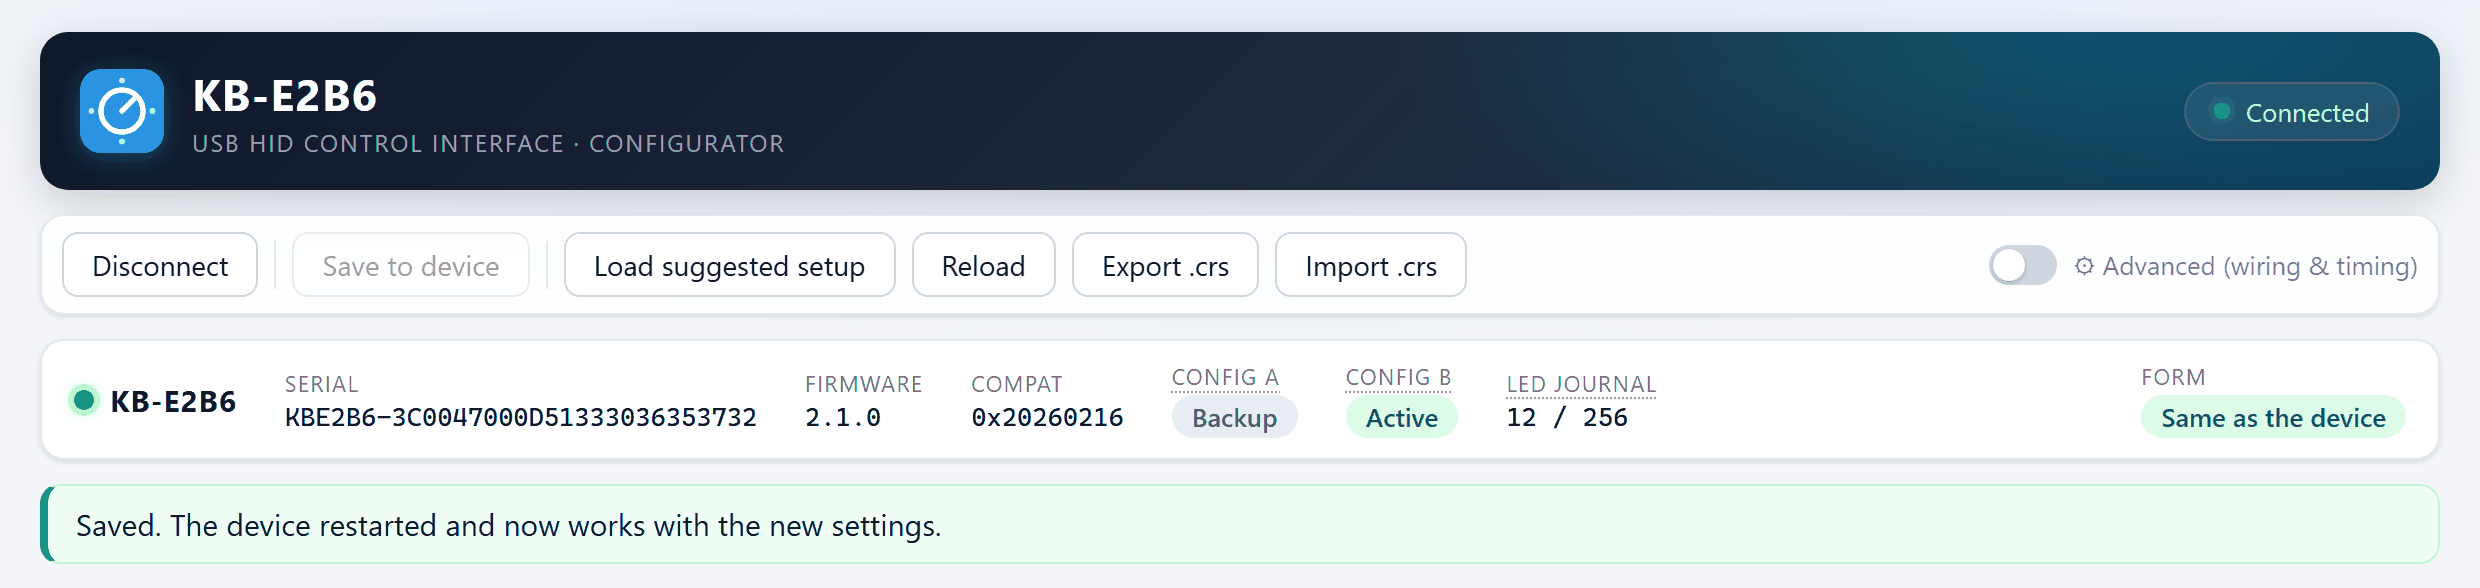 KB-E2B6
USB HID CONTROL INTERFACE · CONFIGURATOR
Connected
Disconnect
Save to device
Load suggested setup
Reload
Export .crs
Import .crs
Advanced (wiring & timing)
KB-E2B6
SERIAL
KBE2B6-3C0047000D51333036353732
FIRMWARE
2.1.0
COMPAT
0x20260216
CONFIG A
Backup
CONFIG B
Active
LED JOURNAL
12 / 256
FORM
Same as the device
Saved. The device restarted and now works with the new settings.